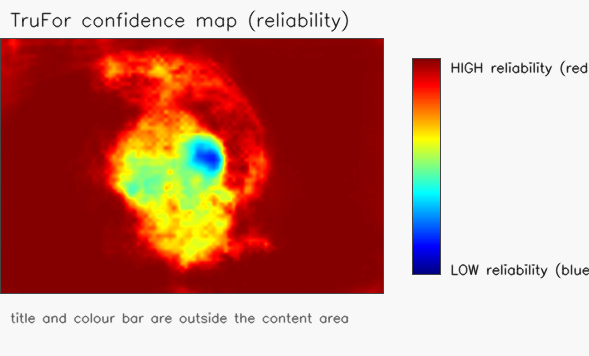 TruFor confidence map (reliability)
HIGH reliability (red
LOW reliability (blue
title and colour bar are outside the content area